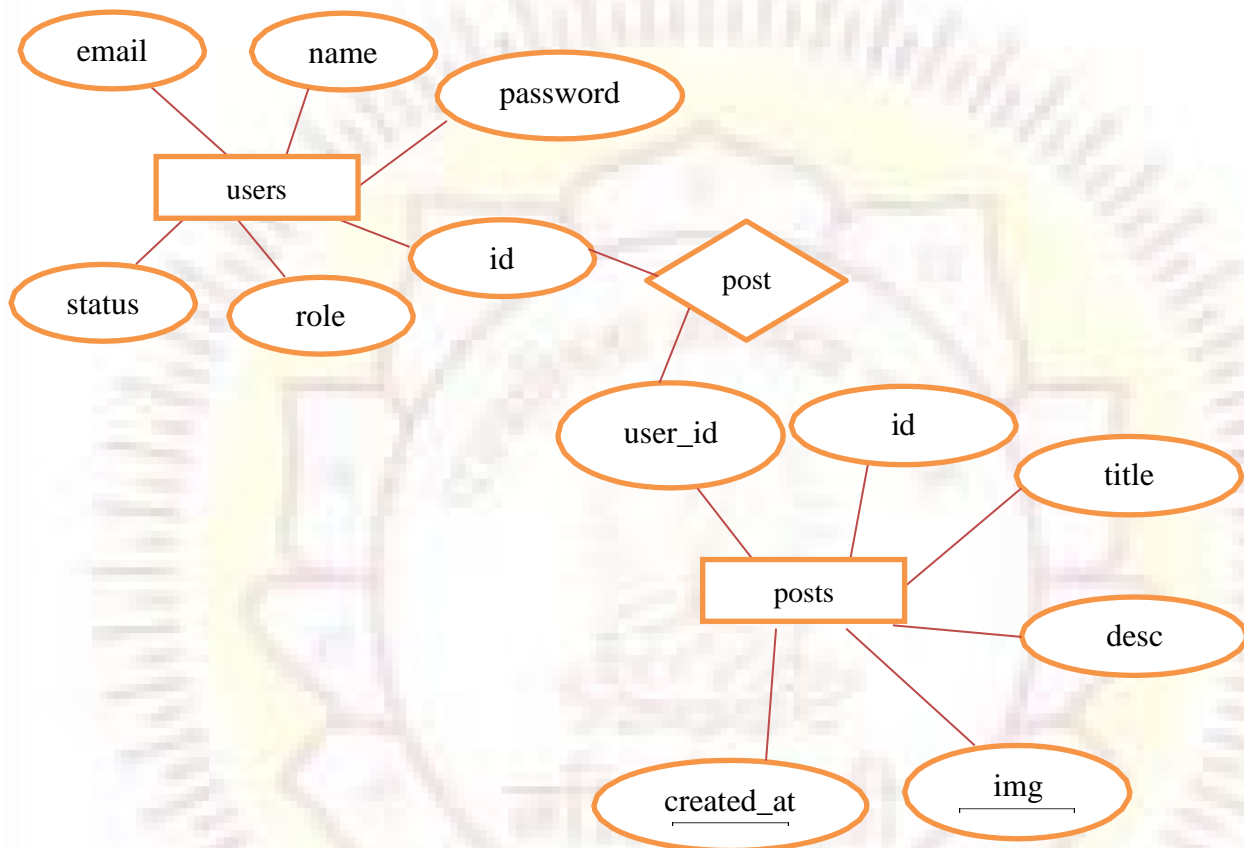 email
name
password
users
id
post
status
role
user_id
id
title
posts
desc
created_at
img